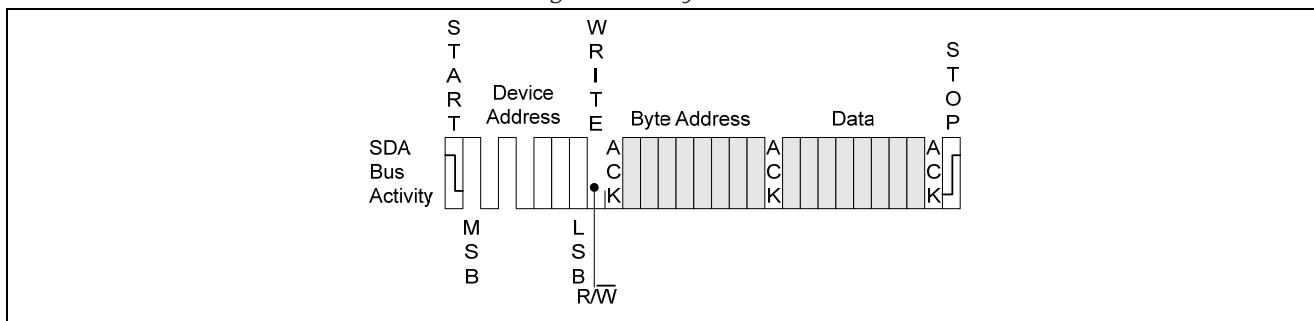 START
WRITE
STOP
Device
Address
Byte Address
Data
SDA
Bus
Activity
ACK
ACK
ACK
MSB
LSB
R/W̅